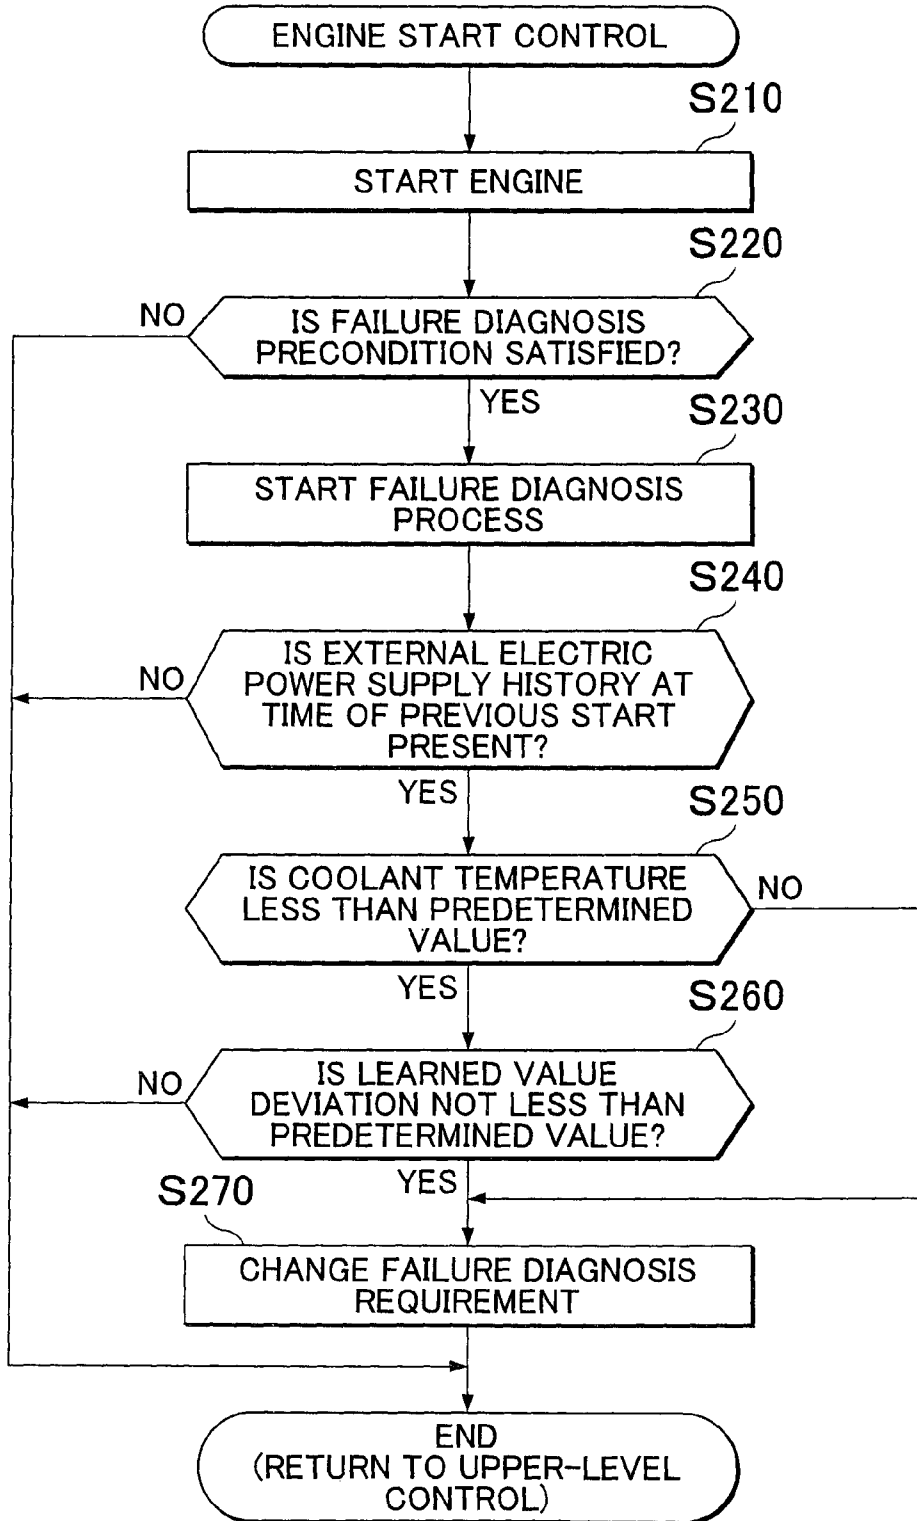 ENGINE START CONTROL
S210
START ENGINE
S220
NO
IS FAILURE DIAGNOSIS
PRECONDITION SATISFIED?
YES
S230
START FAILURE DIAGNOSIS
PROCESS
S240
NO
IS EXTERNAL ELECTRIC
POWER SUPPLY HISTORY AT
TIME OF PREVIOUS START
PRESENT?
YES
S250
IS COOLANT TEMPERATURE
LESS THAN PREDETERMINED
VALUE?
NO
YES
S260
NO
IS LEARNED VALUE
DEVIATION NOT LESS THAN
PREDETERMINED VALUE?
YES
S270
CHANGE FAILURE DIAGNOSIS
REQUIREMENT
END
(RETURN TO UPPER-LEVEL
CONTROL)